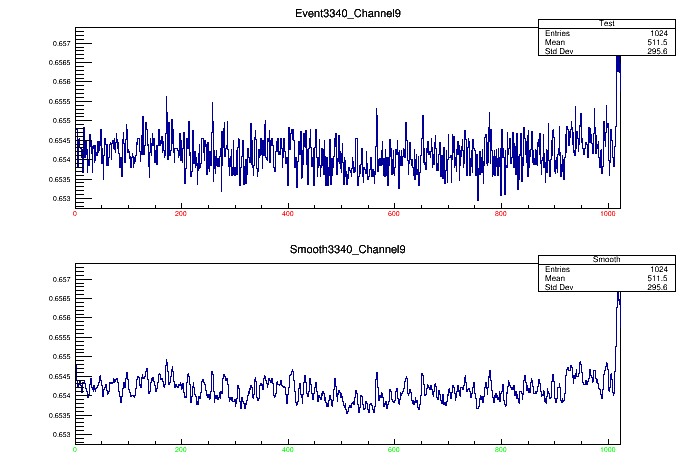 Event3340_Channel9
Test
Entries 1024
Mean 511.5
Std Dev 295.6
0.657
0.6565
0.656
0.6555
0.655
0.6545
0.654
0.6535
0.653
0 200 400 600 800 1000
Smooth3340_Channel9
Smooth
Entries 1024
Mean 511.5
Std Dev 295.6
0.657
0.6565
0.656
0.6555
0.655
0.6545
0.654
0.6535
0.653
0 200 400 600 800 1000